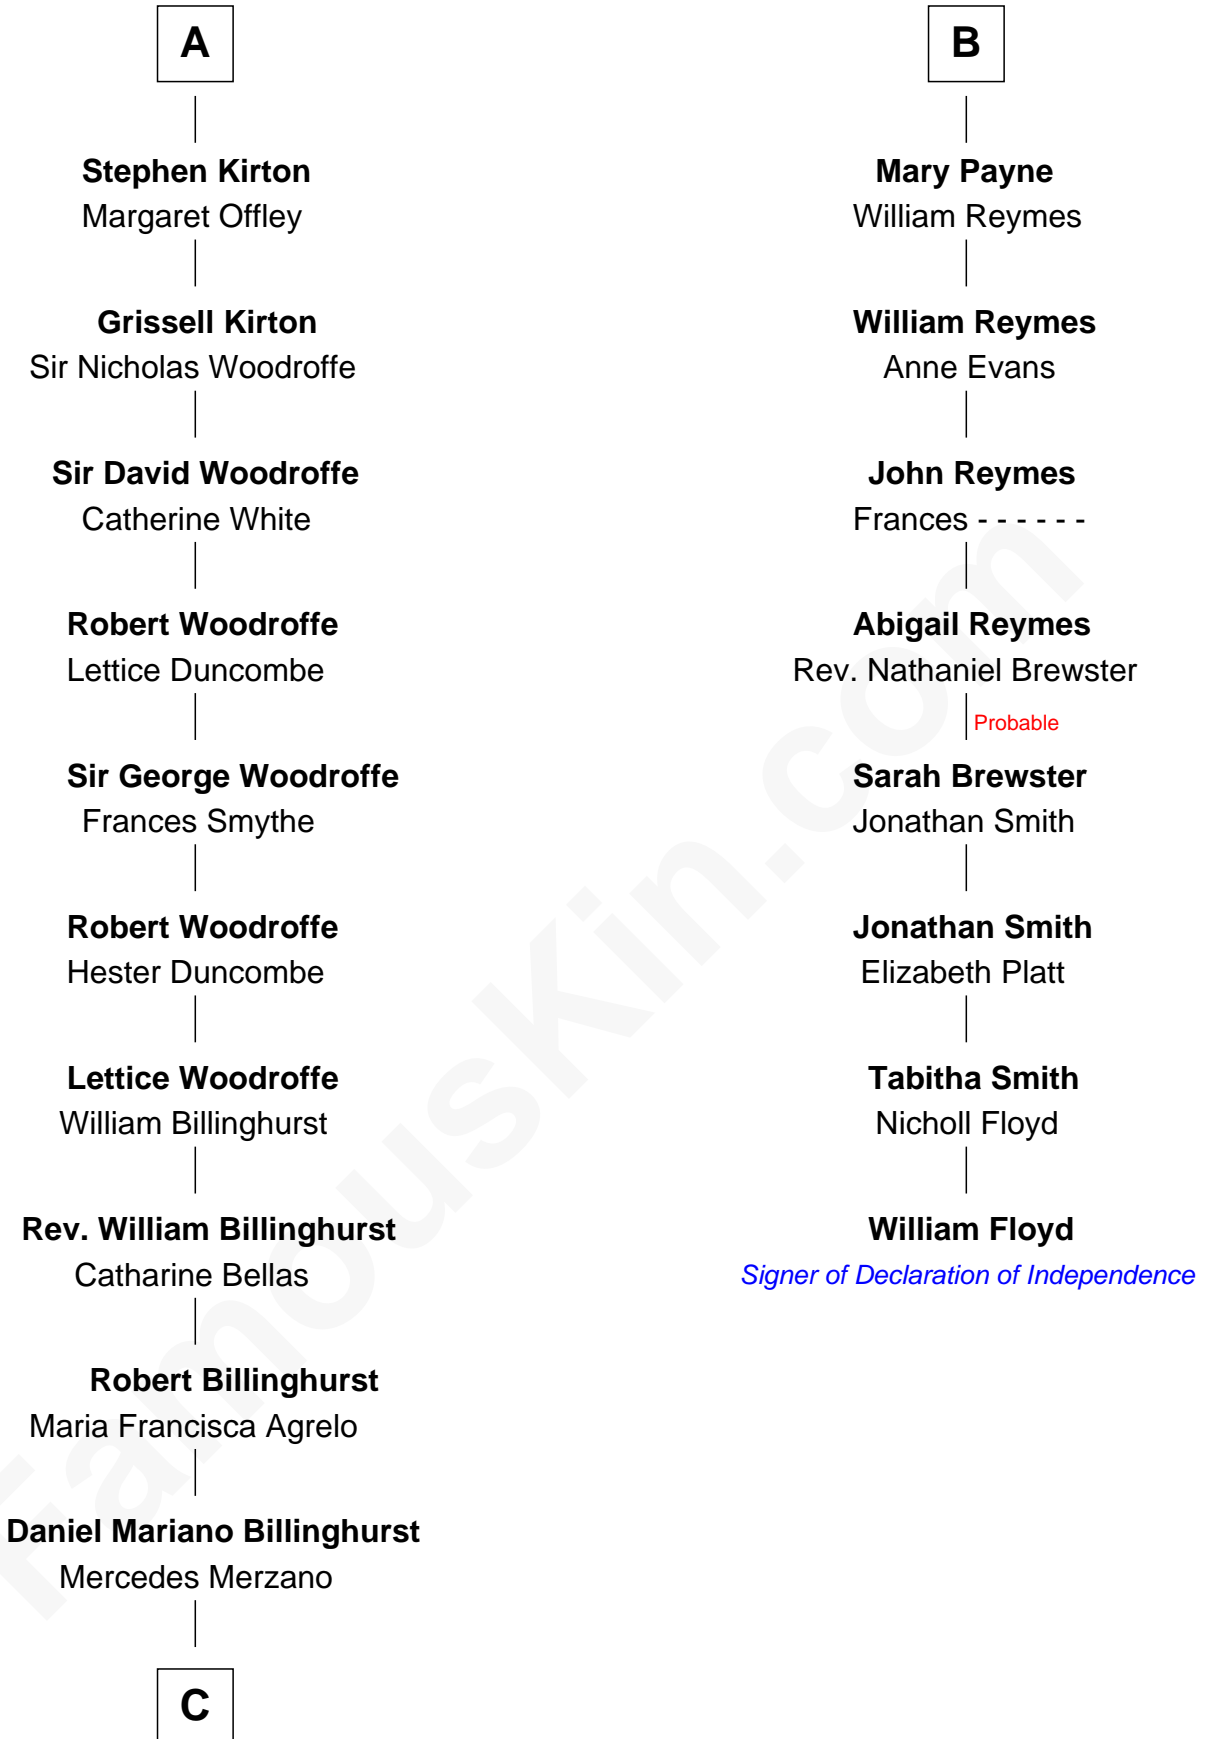 A
Stephen Kirton
Margaret Offley
Grissell Kirton
Sir Nicholas Woodroffe
Sir David Woodroffe
Catherine White
Robert Woodroffe
Lettice Duncombe
Sir George Woodroffe
Frances Smythe
Robert Woodroffe
Hester Duncombe
Lettice Woodroffe
William Billinghurst
Rev. William Billinghurst
Catharine Bellas
Robert Billinghurst
Maria Francisca Agrelo
Daniel Mariano Billinghurst
Mercedes Merzano
C
B
Mary Payne
William Reymes
William Reymes
Anne Evans
John Reymes
Frances - - - - - -
Abigail Reymes
Rev. Nathaniel Brewster
Probable
Sarah Brewster
Jonathan Smith
Jonathan Smith
Elizabeth Platt
Tabitha Smith
Nicholl Floyd
William Floyd
Signer of Declaration of Independence
FamousKin.com